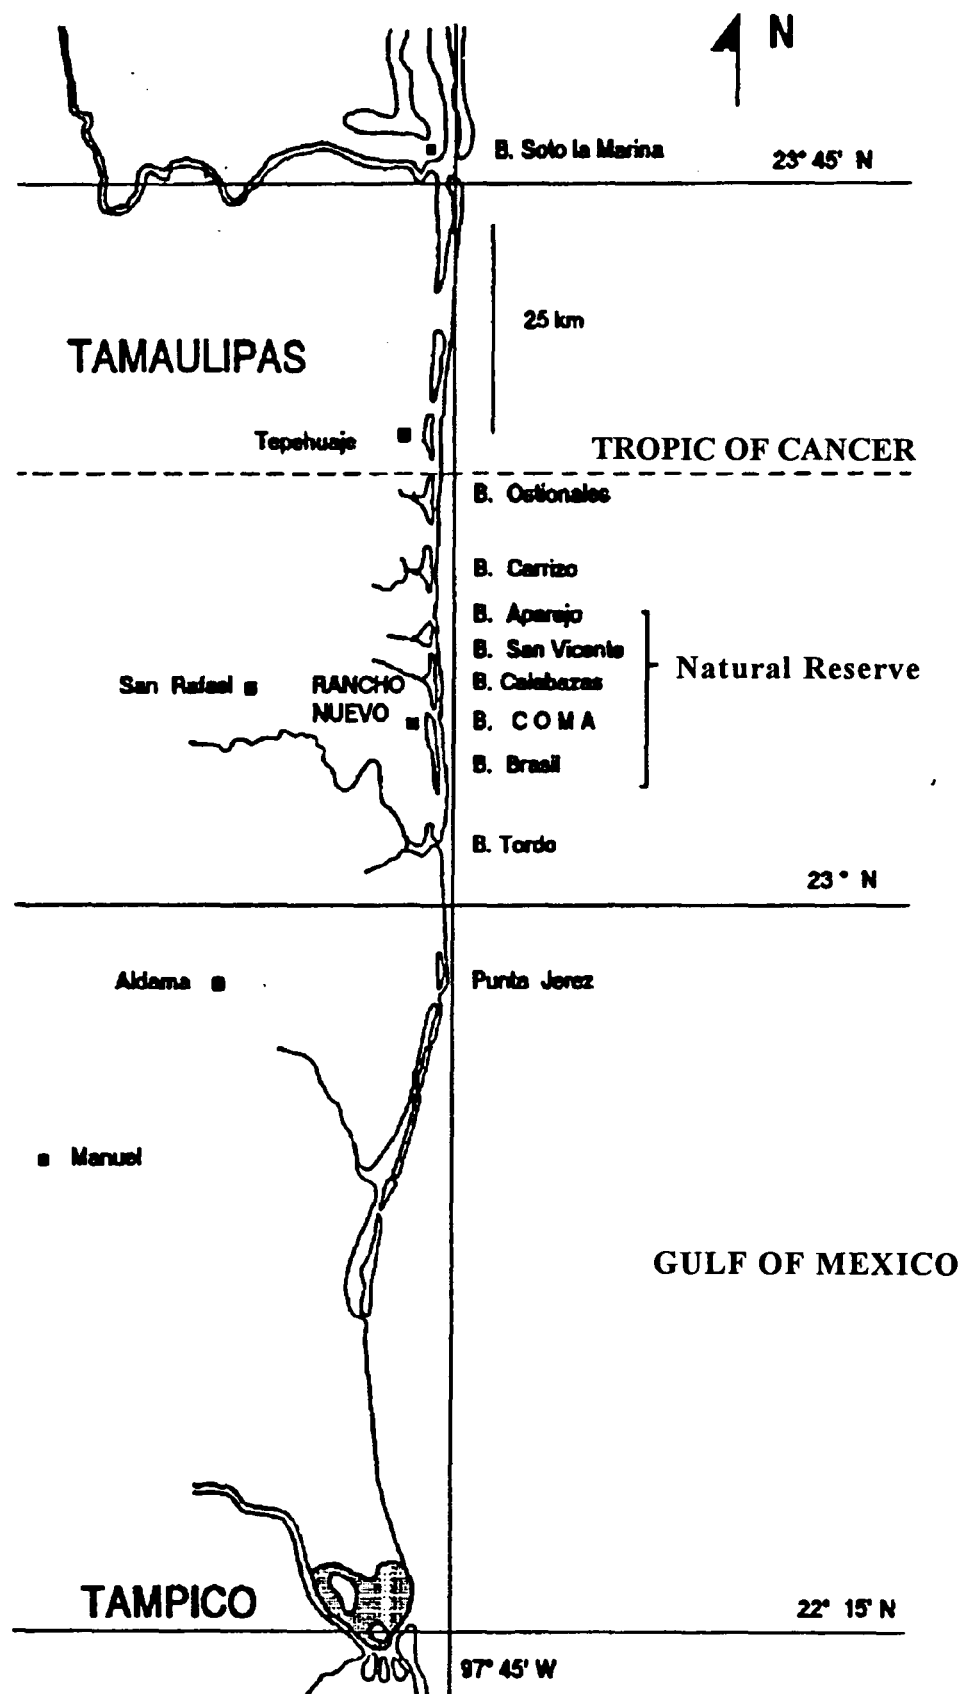 N
B. Soto la Marina
23° 45' N
25 km
TAMAULIPAS
Tepehuaje
TROPIC OF CANCER
B. Ostionales
B. Carrizo
B. Aparejo
B. San Vicente
Natural Reserve
San Rafael
RANCHO
NUEVO
B. Calabazas
B. COMA
B. Brasil
B. Tordo
23° N
Aldama
Punta Jerez
Manuel
GULF OF MEXICO
TAMPICO
22° 15' N
97° 45' W